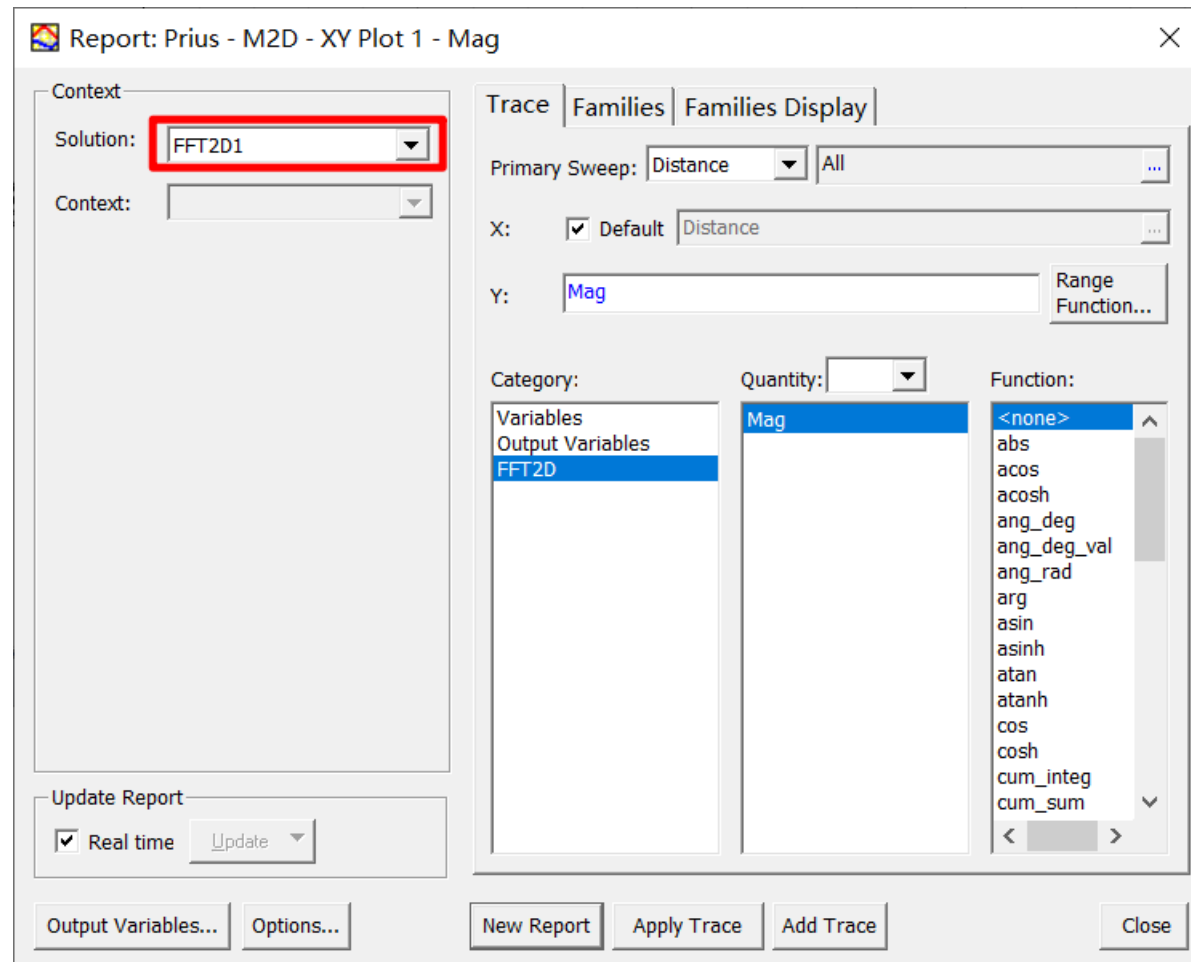 Report: Prius - M2D - XY Plot 1 - Mag
Context
Solution: FFT2D1
Context:
Update Report
Real time Update
Output Variables... Options...
Trace Families Families Display
Primary Sweep: Distance All ...
X: Default Distance ...
Y: Mag Range
Function...
Category: Quantity: Function:
Variables
Output Variables
FFT2D
Mag
<none>
abs
acos
acosh
ang_deg
ang_deg_val
ang_rad
arg
asin
asinh
atan
atanh
cos
cosh
cum_integ
cum_sum
New Report Apply Trace Add Trace Close